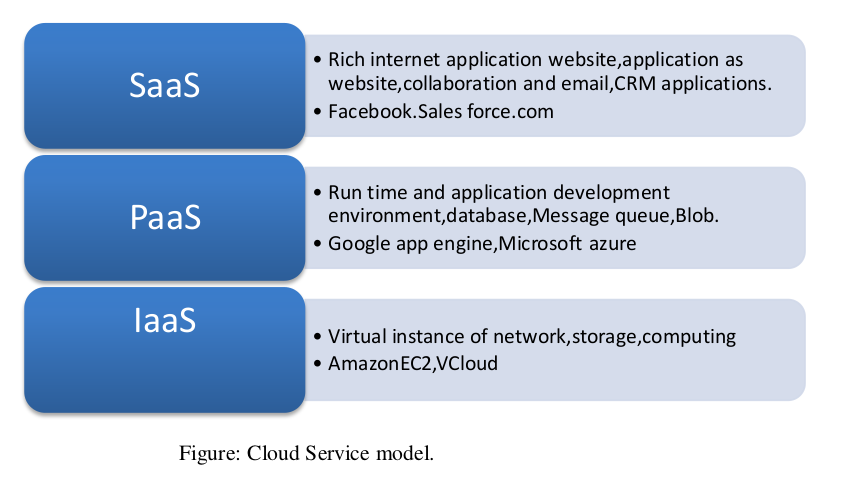 SaaS
• Rich internet application website,application as
website,collaboration and email,CRM applications.
• Facebook.Sales force.com
PaaS
• Run time and application development
environment,database,Message queue,Blob.
• Google app engine,Microsoft azure
IaaS
• Virtual instance of network,storage,computing
• AmazonEC2,VCloud
Figure: Cloud Service model.